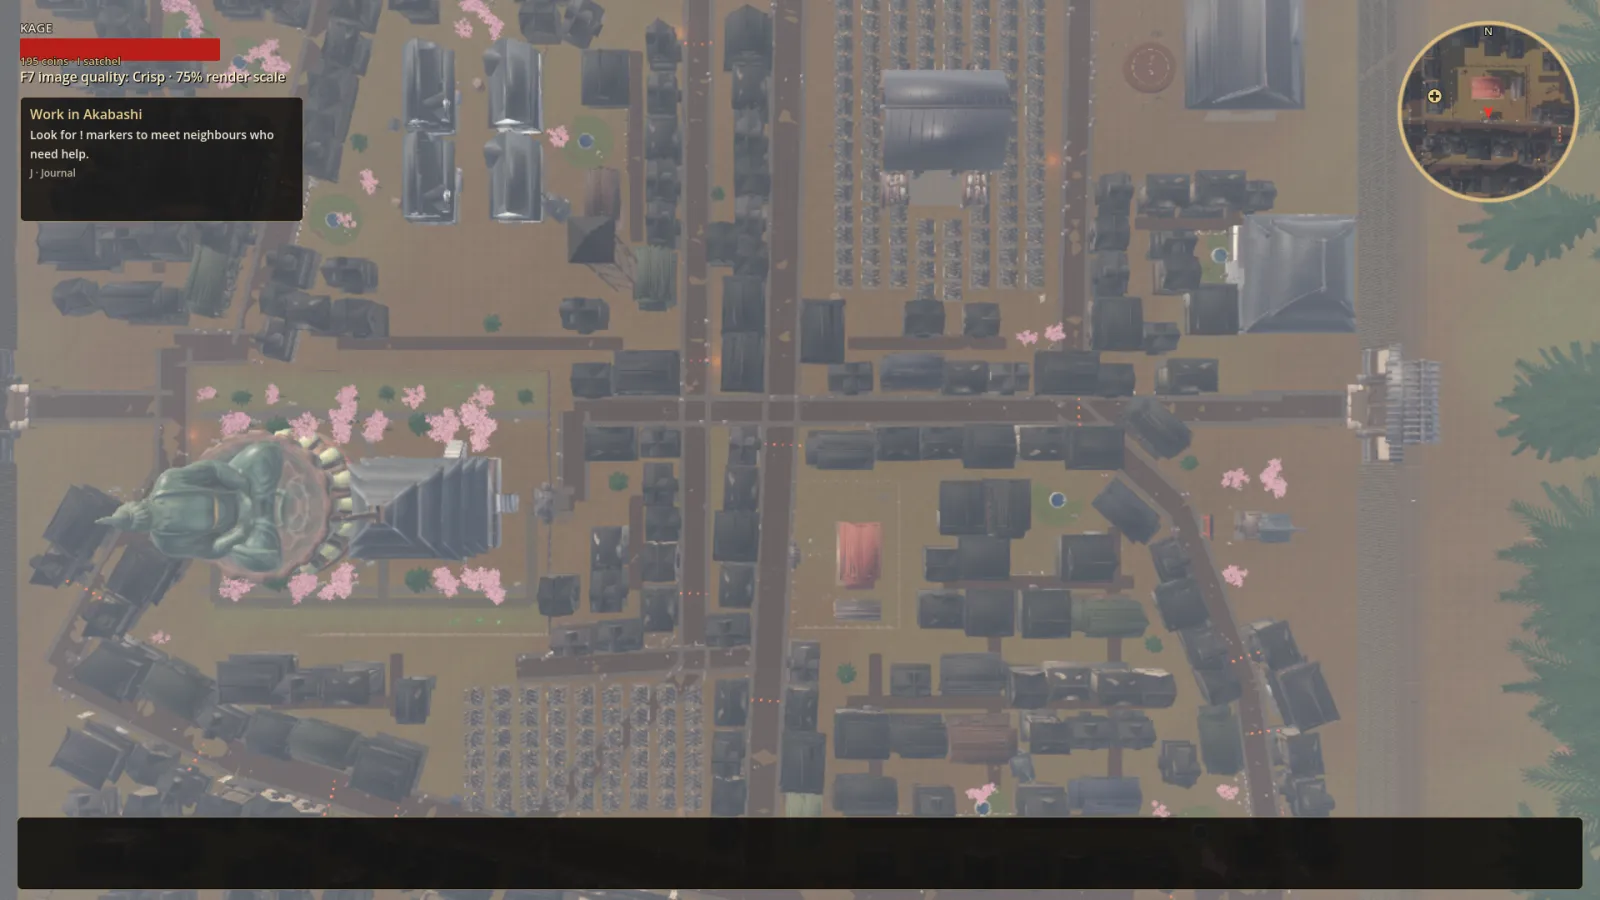 KAGE
195 coins · 1 satchel
F7 image quality: Crisp · 75% render scale
Work in Akabashi
Look for ! markers to meet neighbours who
need help.
J · Journal
N